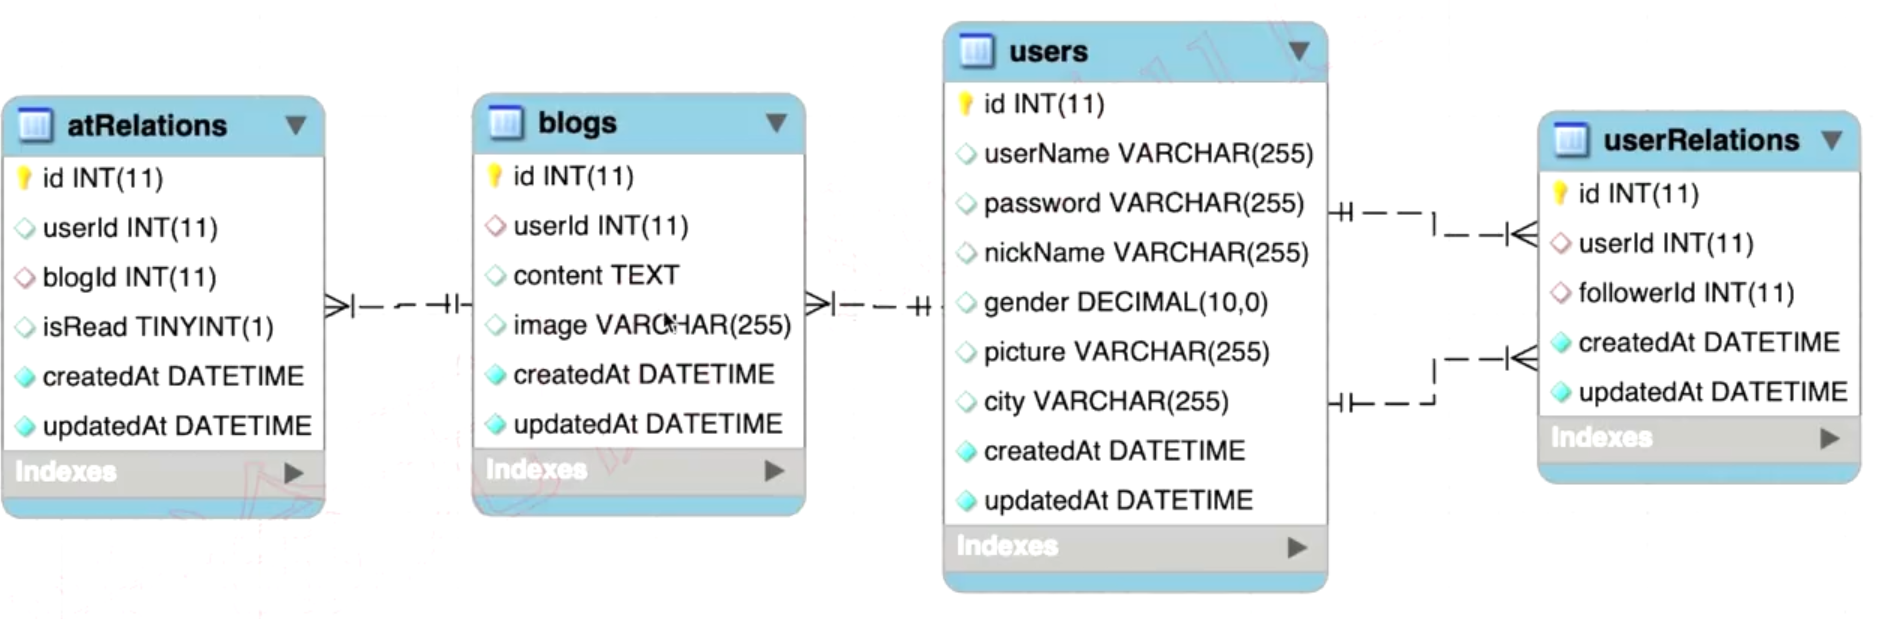 atRelations
id INT(11)
userId INT(11)
blogId INT(11)
isRead TINYINT(1)
createdAt DATETIME
updatedAt DATETIME
Indexes
blogs
id INT(11)
userId INT(11)
content TEXT
image VARCHAR(255)
createdAt DATETIME
updatedAt DATETIME
Indexes
users
id INT(11)
userName VARCHAR(255)
password VARCHAR(255)
nickName VARCHAR(255)
gender DECIMAL(10,0)
picture VARCHAR(255)
city VARCHAR(255)
createdAt DATETIME
updatedAt DATETIME
Indexes
userRelations
id INT(11)
userId INT(11)
followerId INT(11)
createdAt DATETIME
updatedAt DATETIME
Indexes